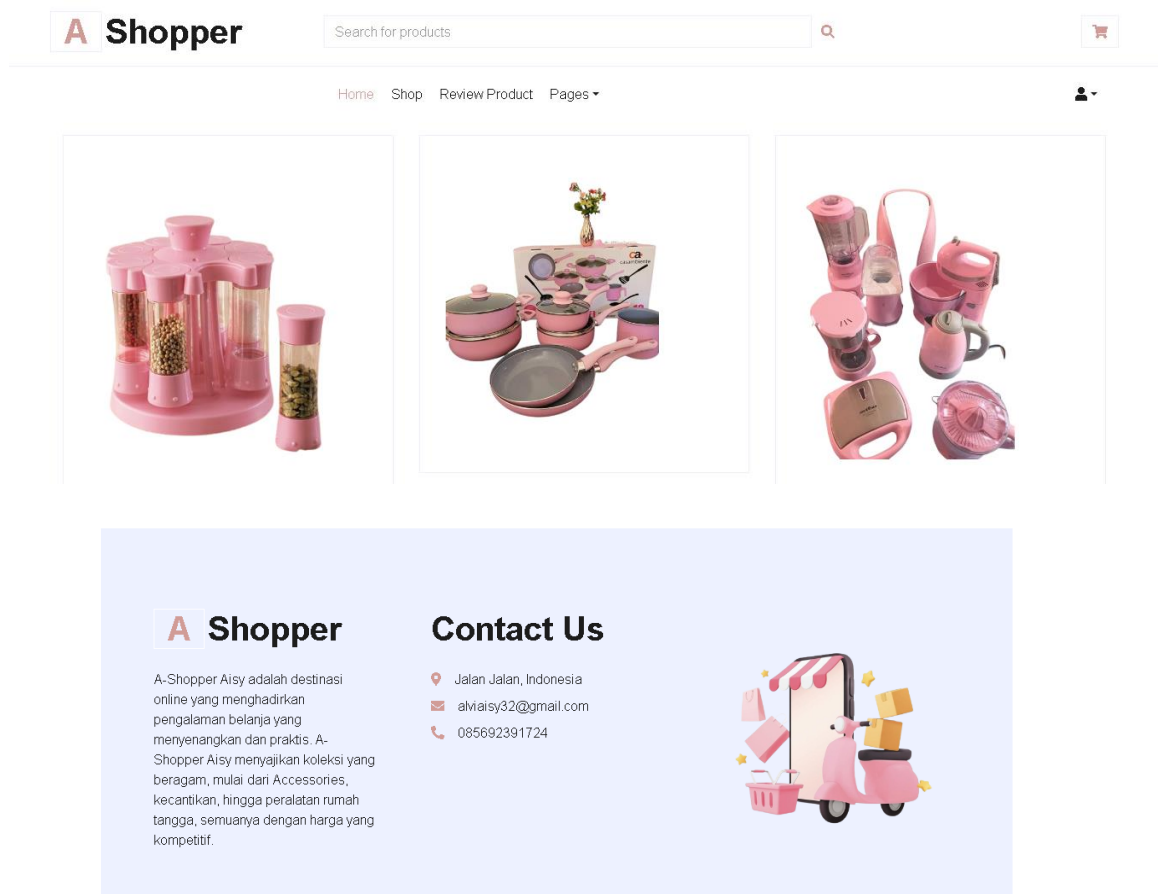 A Shopper
Search for products
Home Shop Review Product Pages
ca
casambiente
A Shopper
A-Shopper Aisy adalah destinasi
online yang menghadirkan
pengalaman belanja yang
menyenangkan dan praktis. A-
Shopper Aisy menyajikan koleksi yang
beragam, mulai dari Accessories,
kecantikan, hingga peralatan rumah
tangga, semuanya dengan harga yang
kompetitif.
Contact Us
Jalan Jalan, Indonesia
alviaisy32@gmail.com
085692391724